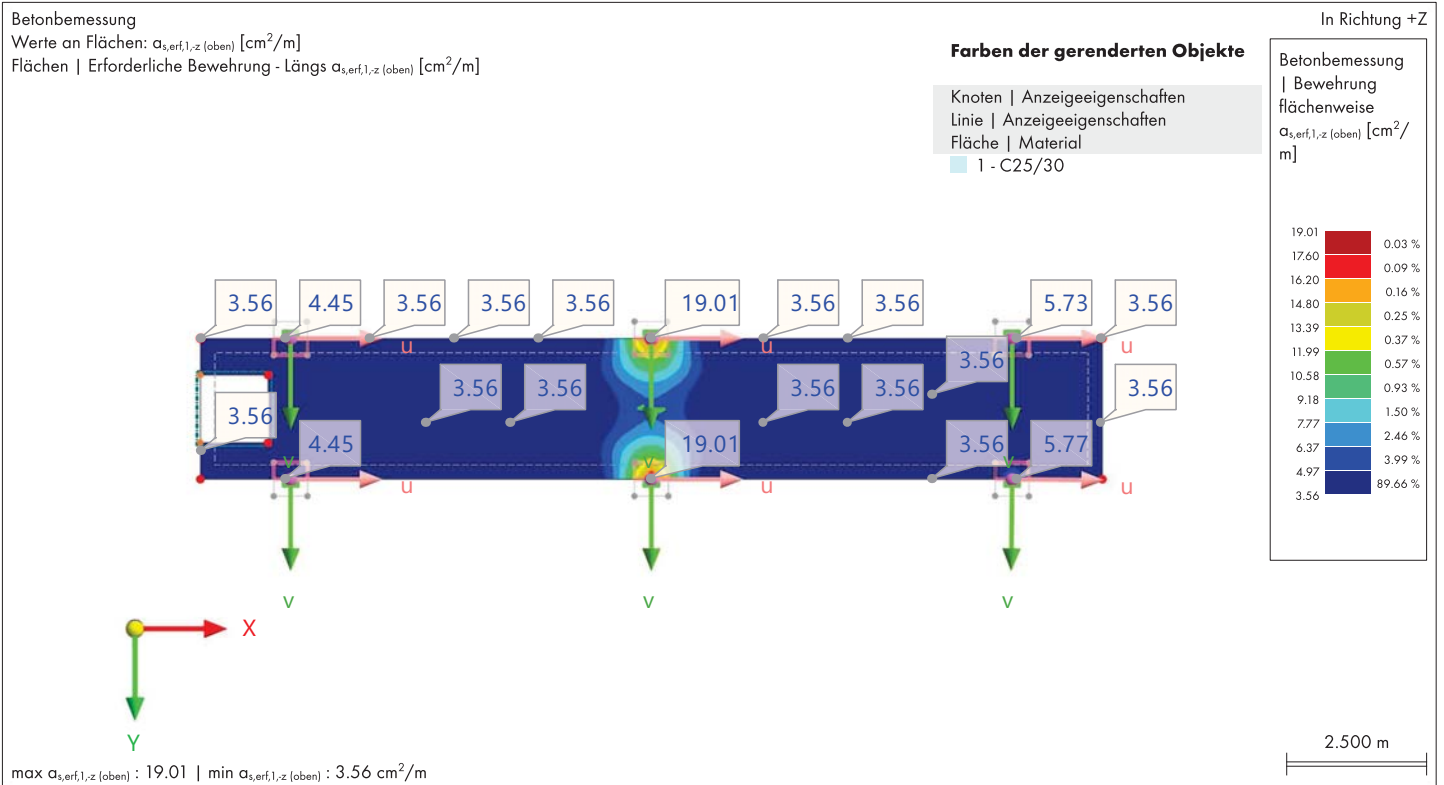 Betonbemessung
Werte an Flächen: as,erf,1,-z (oben) [cm²/m]
Flächen | Erforderliche Bewehrung - Längs as,erf,1,-z (oben) [cm²/m]
In Richtung +Z
Farben der gerenderten Objekte
Knoten | Anzeigeeigenschaften
Linie | Anzeigeeigenschaften
Fläche | Material
1 - C25/30
Betonbemessung
| Bewehrung
flächenweise
as,erf,1,-z (oben) [cm²/
m]
19.01
0.03 %
17.60
0.09 %
16.20
0.16 %
14.80
0.25 %
13.39
0.37 %
11.99
0.57 %
10.58
0.93 %
9.18
1.50 %
7.77
2.46 %
6.37
3.99 %
4.97
89.66 %
3.56
3.56 4.45 3.56 3.56 3.56 19.01 3.56 3.56 5.73 3.56
u u u
3.56
3.56 3.56 3.56 3.56 3.56
3.56
4.45 19.01 3.56 5.77
v v v
u u u
v v v
X
Y
2.500 m
max as,erf,1,-z (oben) : 19.01 | min as,erf,1,-z (oben) : 3.56 cm²/m